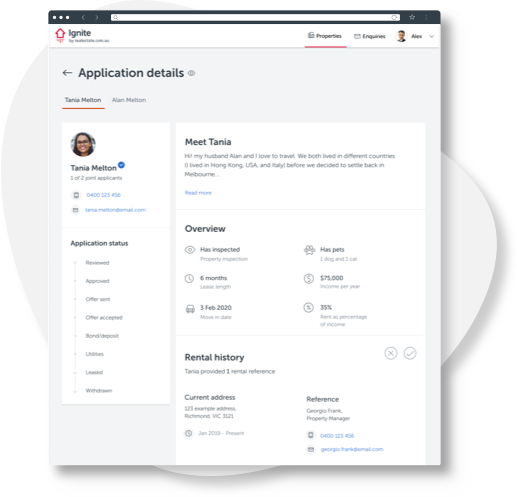 Ignite
by realestate.com.au
Properties
Enquiries
Alex
← Application details
Tania Melton
Alan Melton
Tania Melton
1 of 2 joint applicants
0400 123 456
tania.melton@email.com
Application status
Reviewed
Approved
Offer sent
Offer accepted
Bond/deposit
Utilities
Leased
Withdrawn
Meet Tania
Hi! my husband Alan and I love to travel. We both lived in different countries
(I lived in Hong Kong, USA, and Italy) before we decided to settle back in
Melbourne...
Read more
Overview
Has inspected
Property inspection
Has pets
1 dog and 1 cat
6 months
Lease length
$75,000
Income per year
3 Feb 2020
Move in date
35%
Rent as percentage
of income
Rental history
Tania provided 1 rental reference
Current address
123 example address,
Richmond, VIC 3121
Jan 2019 - Present
Reference
Georgio Frank,
Property Manager
0400 123 456
georgio.frank@email.com